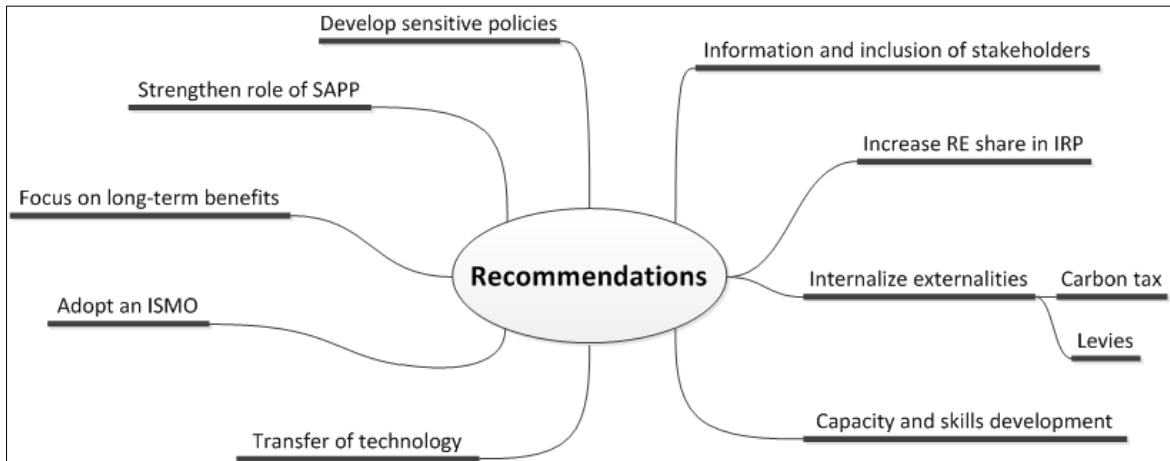 Develop sensitive policies
Information and inclusion of stakeholders
Strengthen role of SAPP
Increase RE share in IRP
Focus on long-term benefits
Recommendations
Internalize externalities
Carbon tax
Adopt an ISMO
Levies
Capacity and skills development
Transfer of technology